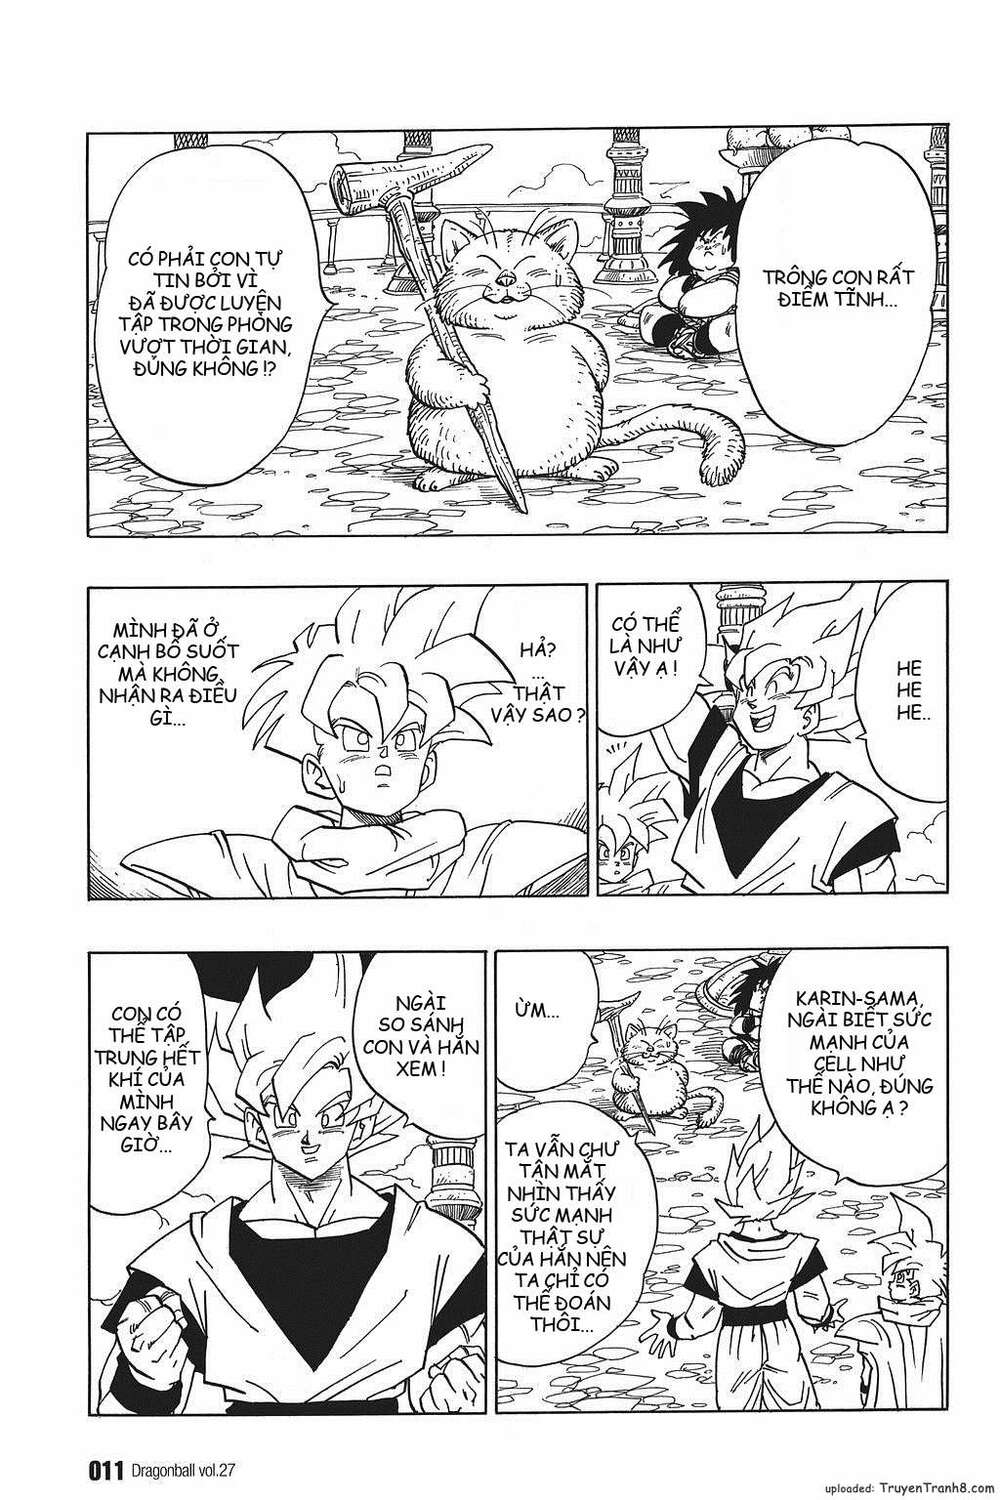 TRÔNG CON RẤT
ĐIỀM TĨNH...
CÓ PHẢI CON TỰ
TIN BỞI VÌ
ĐÃ ĐƯỢC LUYỆN
TẬP TRONG PHÒNG
VƯỢT THỜI GIAN,
ĐÚNG KHÔNG !?
HE
HE
HE..
CÓ THỂ
LÀ NHƯ
VẬY Ạ !
HẢ?
...
THẬT
VẬY SAO ?
MÌNH ĐÃ Ở
CẠNH BỐ SUỐT
MÀ KHÔNG
NHẬN RA ĐIỀU
GÌ...
KARIN-SAMA,
NGÀI BIẾT SỨC
MẠNH CỦA
CELL NHƯ
THẾ NÀO, ĐÚNG
KHÔNG Ạ ?
ỪM...
TA VẪN CHƯ
TẬN MẮT
NHÌN THẤY
SỨC MẠNH
THẬT SỰ
CỦA HẮN NÊN
TA CHỈ CÓ
THỂ ĐOÁN
THÔI...
NGÀI
SO SÁNH
CON VÀ HẮN
XEM !
CON CÓ
THỂ TẬP
TRUNG HẾT
KHÍ CỦA
MÌNH
NGAY BÂY
GIỜ...
011 Dragonball vol.27
uploaded: TruyenTranh8.com